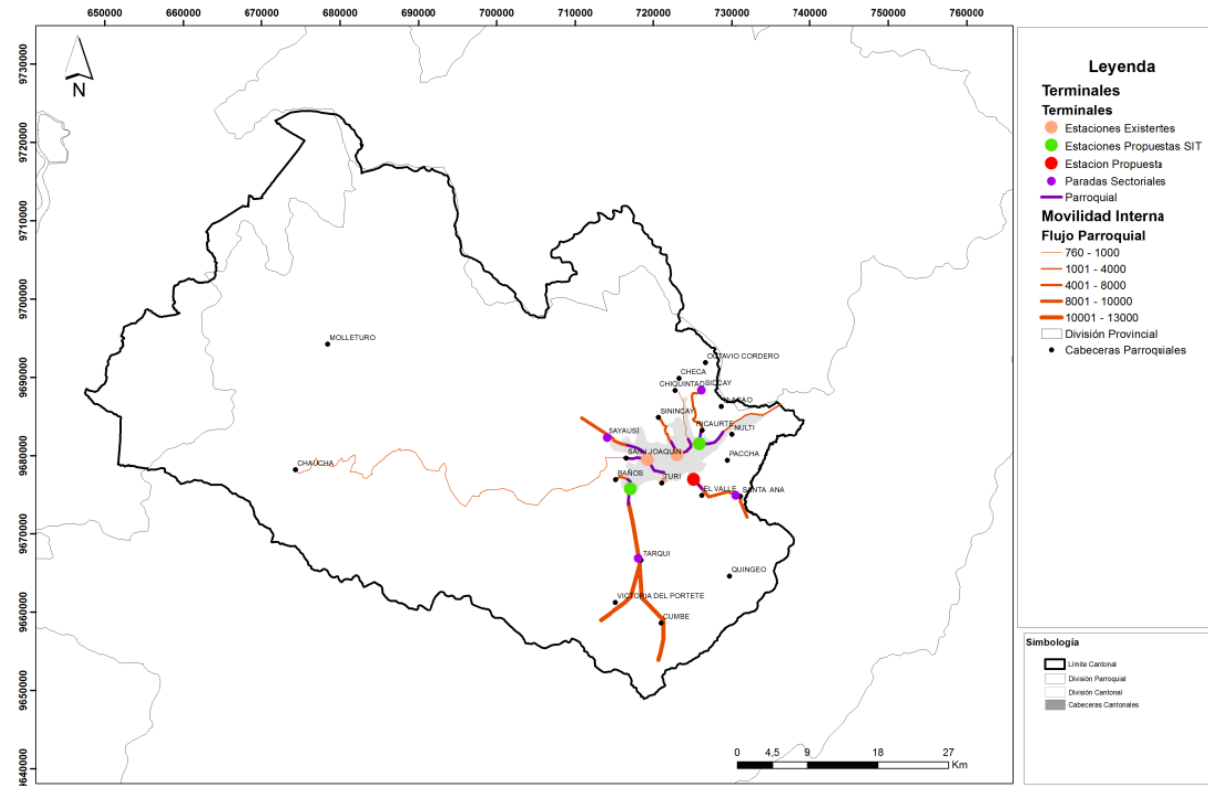 650000 660000 670000 680000 690000 700000 710000 720000 730000 740000 750000 760000
9730000
9720000
9710000
9700000
9690000
9680000
9670000
9660000
9650000
9640000
N
MOLLETURO
OCTAVIO CORDERO
CHECA
SIDCAY
SININCAY
RICAURTE
NULTI
SAYAUSÍ
SAN JOAQUÍN
PACCHA
CHAUCHA
BAÑOS
TURI
EL VALLE
SANTA ANA
TARQUI
QUINGEO
VICTORIA DEL PORTETE
CUMBE
0 4,5 9 18 27
Km
Leyenda
Terminales
Terminales
Estaciones Existertes
Estaciones Propuestas SIT
Estacion Propuesta
Paradas Sectoriales
Parroquial
Movilidad Interna
Flujo Parroquial
760 - 1000
1001 - 4000
4001 - 8000
8001 - 10000
10001 - 13000
División Provincial
Cabeceras Parroquiales
Simbología
Límite Cantonal
División Parroquial
División Cantonal
Cabeceras Cantonales